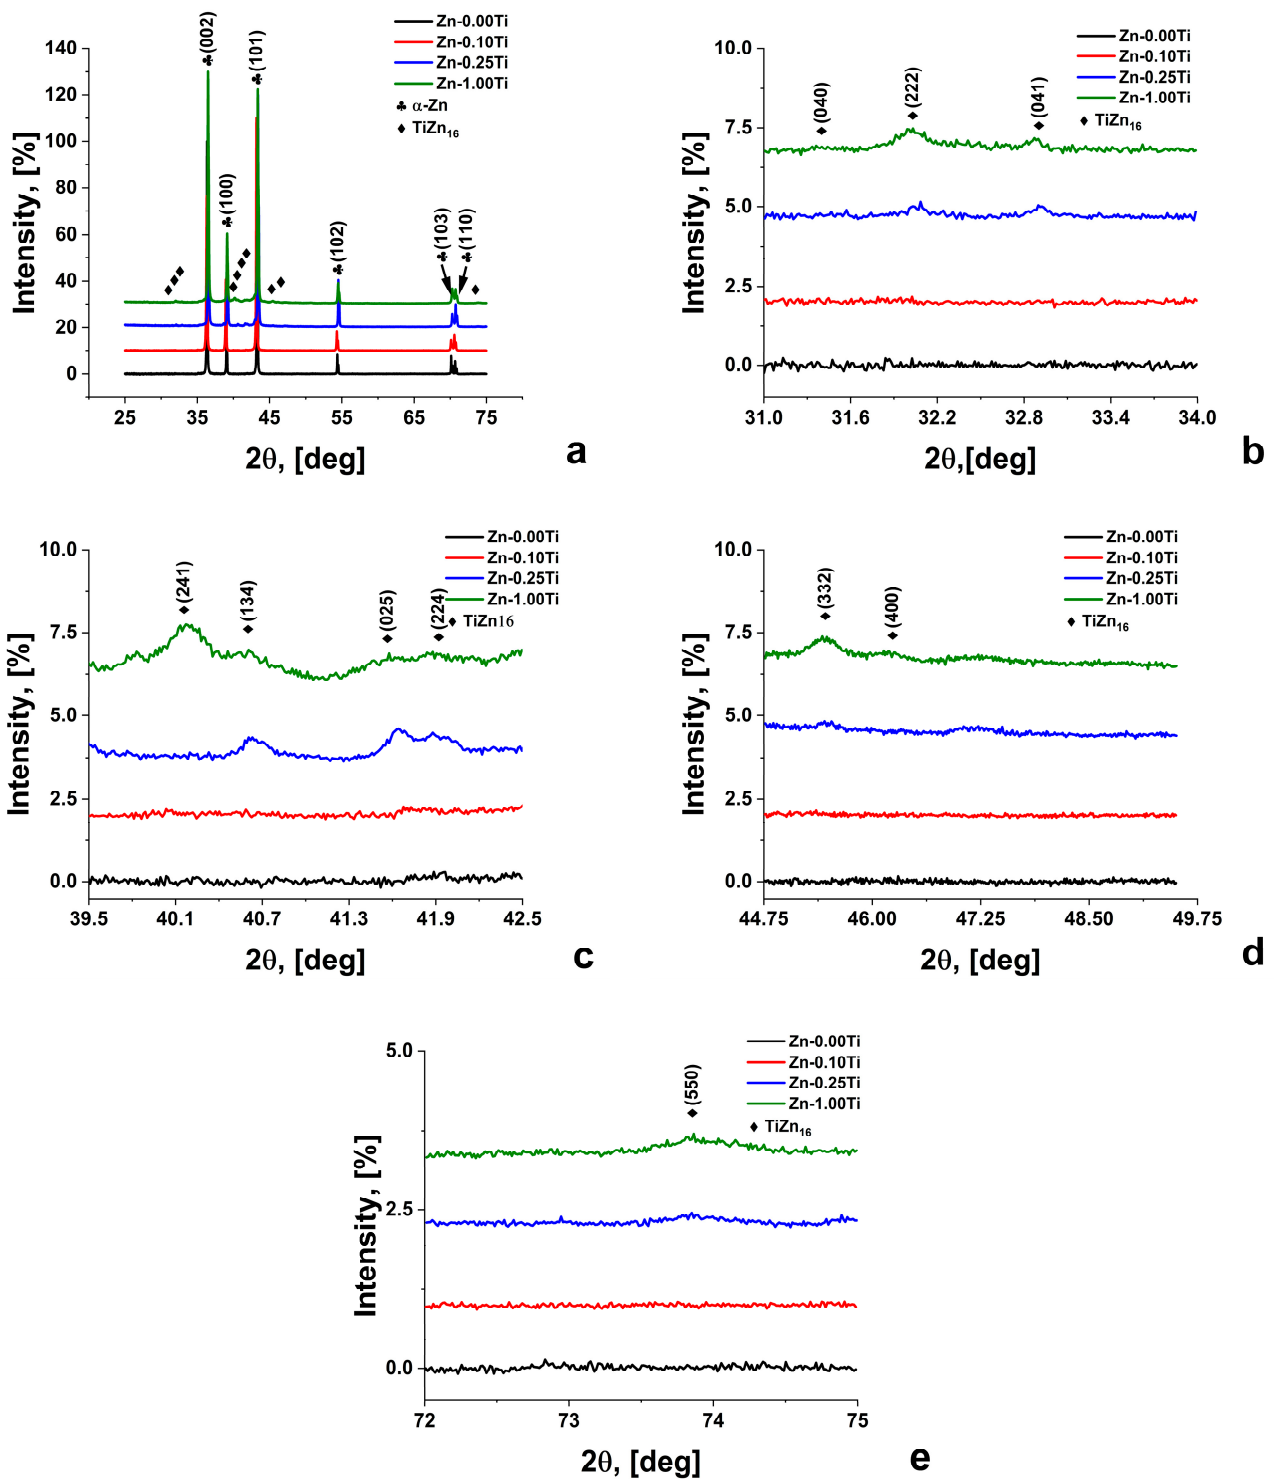 Zn-0.00Ti
Zn-0.10Ti
Zn-0.25Ti
Zn-1.00Ti
♣ α-Zn
♦ TiZn16
♣(002)
♣(101)
♣(100)
♣(102)
♣(103)
♣(110)
140
120
100
80
60
40
20
0
Intensity, [%]
25 35 45 55 65 75
2θ, [deg]
a
Zn-0.00Ti
Zn-0.10Ti
Zn-0.25Ti
Zn-1.00Ti
♦ TiZn16
♦(040)
♦(222)
♦(041)
10.0
7.5
5.0
2.5
0.0
Intensity, [%]
31.0 31.6 32.2 32.8 33.4 34.0
2θ,[deg]
b
Zn-0.00Ti
Zn-0.10Ti
Zn-0.25Ti
Zn-1.00Ti
♦ TiZn16
♦(241)
♦(134)
♦(025)
♦(224)
10.0
7.5
5.0
2.5
0.0
Intensity, [%]
39.5 40.1 40.7 41.3 41.9 42.5
2θ, [deg]
c
Zn-0.00Ti
Zn-0.10Ti
Zn-0.25Ti
Zn-1.00Ti
♦ TiZn16
♦(332)
♦(400)
10.0
7.5
5.0
2.5
0.0
Intensity, [%]
44.75 46.00 47.25 48.50 49.75
2θ, [deg]
d
Zn-0.00Ti
Zn-0.10Ti
Zn-0.25Ti
Zn-1.00Ti
♦ TiZn16
♦(550)
5.0
2.5
0.0
Intensity, [%]
72 73 74 75
2θ, [deg]
e